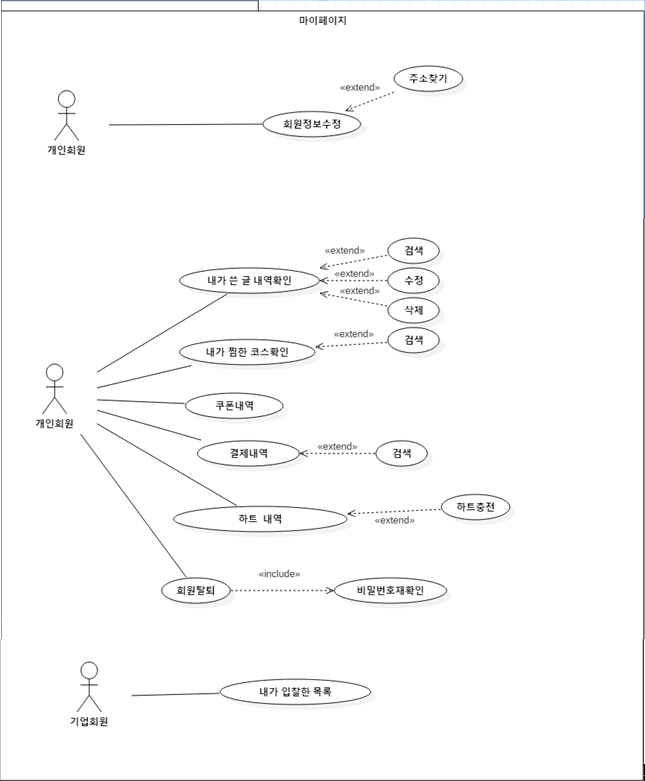 마이페이지
주소찾기
«extend»
회원정보수정
개인회원
검색
«extend»
내가 쓴 글 내역확인
«extend»
수정
«extend»
삭제
«extend»
검색
내가 찜한 코스확인
개인회원
쿠폰내역
«extend»
결제내역
검색
하트충전
하트 내역
«extend»
«include»
회원탈퇴
비밀번호재확인
기업회원
내가 입찰한 목록